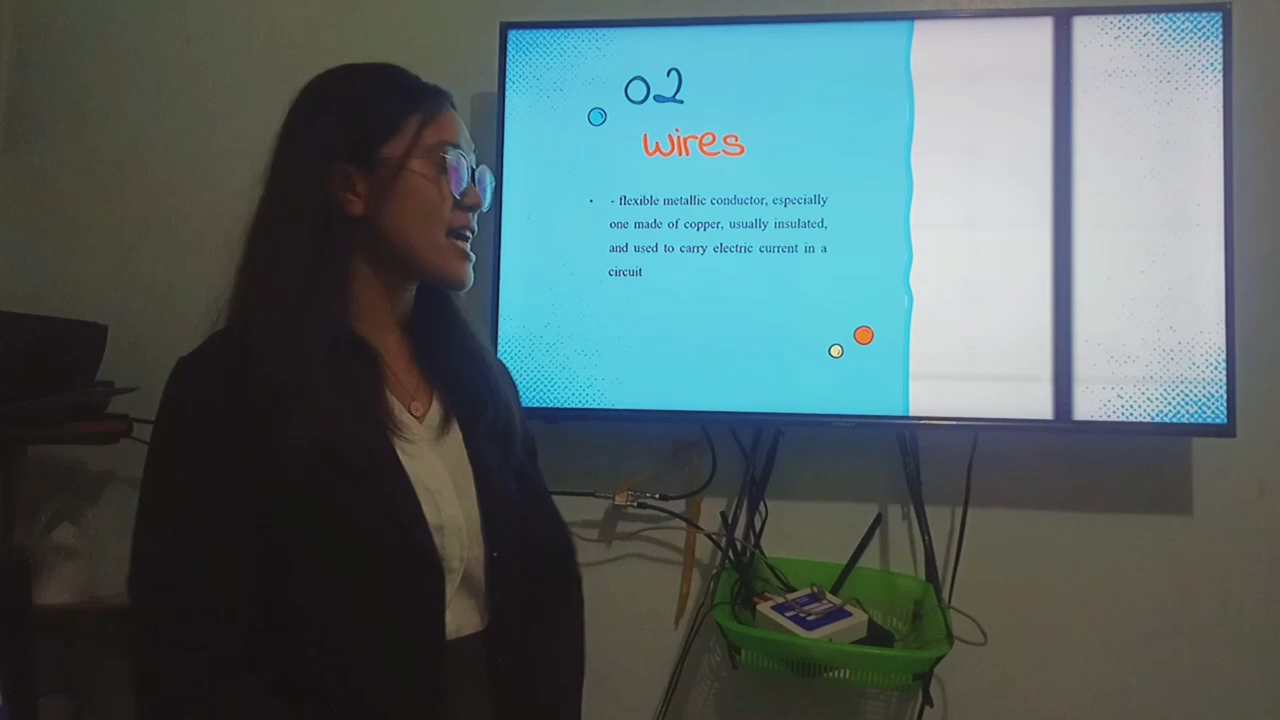 02
wires
• - flexible metallic conductor, especially
one made of copper, usually insulated,
and used to carry electric current in a
circuit